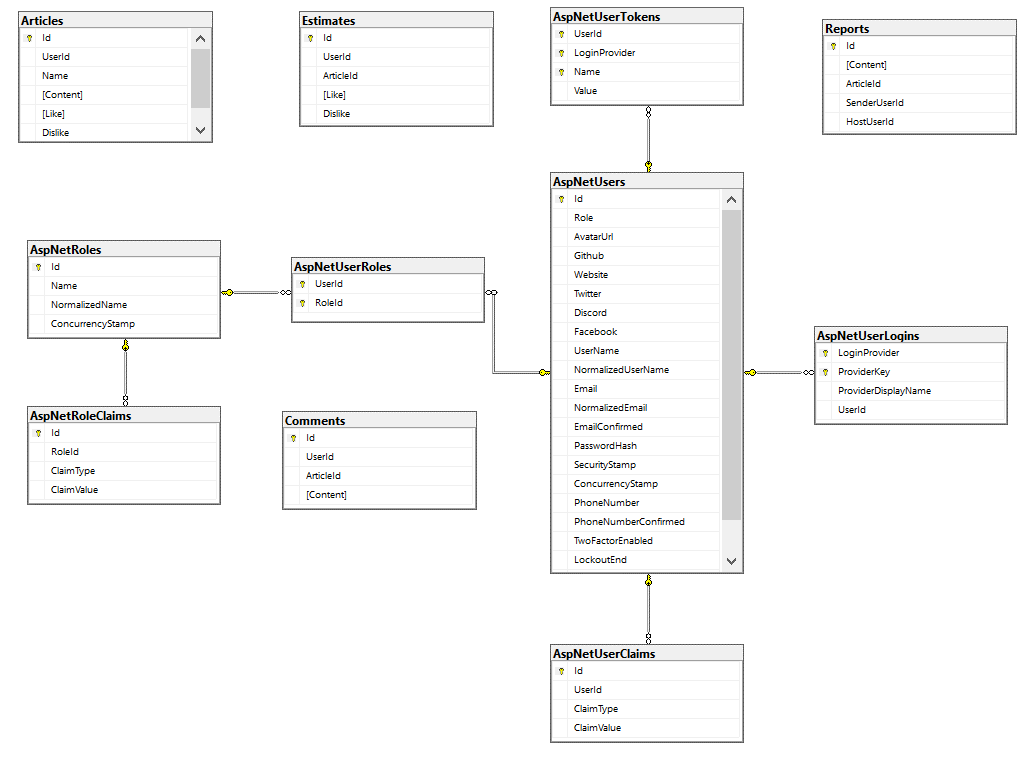 Articles
Id
UserId
Name
[Content]
[Like]
Dislike
Estimates
Id
UserId
ArticleId
[Like]
Dislike
AspNetUserTokens
UserId
LoginProvider
Name
Value
Reports
Id
[Content]
ArticleId
SenderUserId
HostUserId
AspNetRoles
Id
Name
NormalizedName
ConcurrencyStamp
AspNetUserRoles
UserId
RoleId
AspNetUsers
Id
Role
AvatarUrl
Github
Website
Twitter
Discord
Facebook
UserName
NormalizedUserName
Email
NormalizedEmail
EmailConfirmed
PasswordHash
SecurityStamp
ConcurrencyStamp
PhoneNumber
PhoneNumberConfirmed
TwoFactorEnabled
LockoutEnd
AspNetUserLogins
LoginProvider
ProviderKey
ProviderDisplayName
UserId
AspNetRoleClaims
Id
RoleId
ClaimType
ClaimValue
Comments
Id
UserId
ArticleId
[Content]
AspNetUserClaims
Id
UserId
ClaimType
ClaimValue